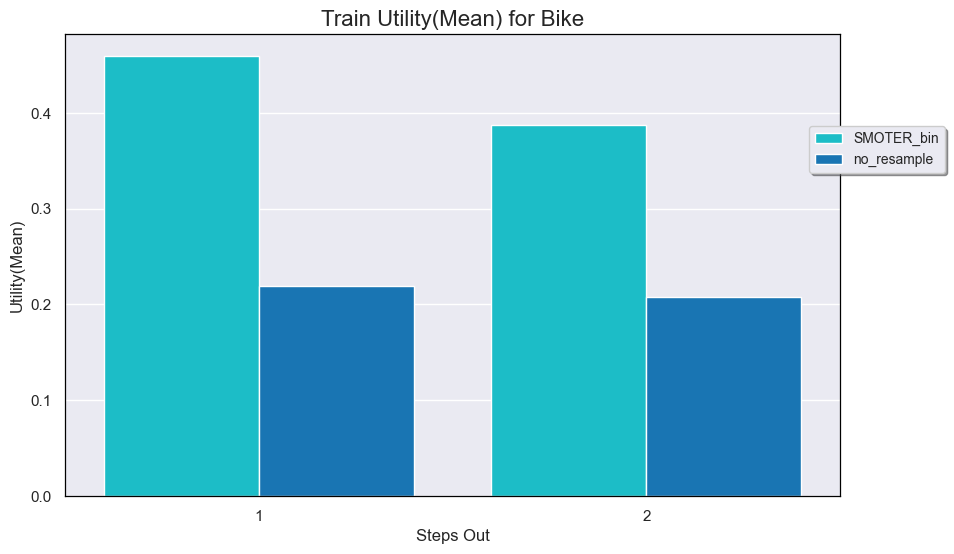 Train Utility(Mean) for Bike
Utility(Mean)
0.4
0.3
0.2
0.1
0.0
SMOTER_bin
no_resample
1
2
Steps Out